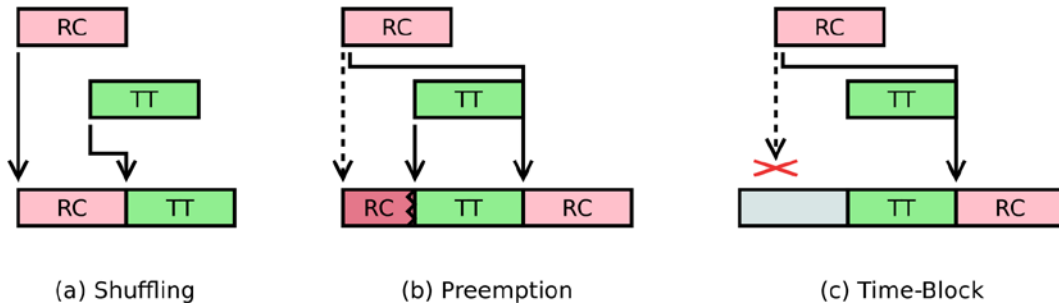 RC
TT
RC TT
(a) Shuffling
RC
TT
RC TT RC
(b) Preemption
RC
TT
TT RC
(c) Time-Block